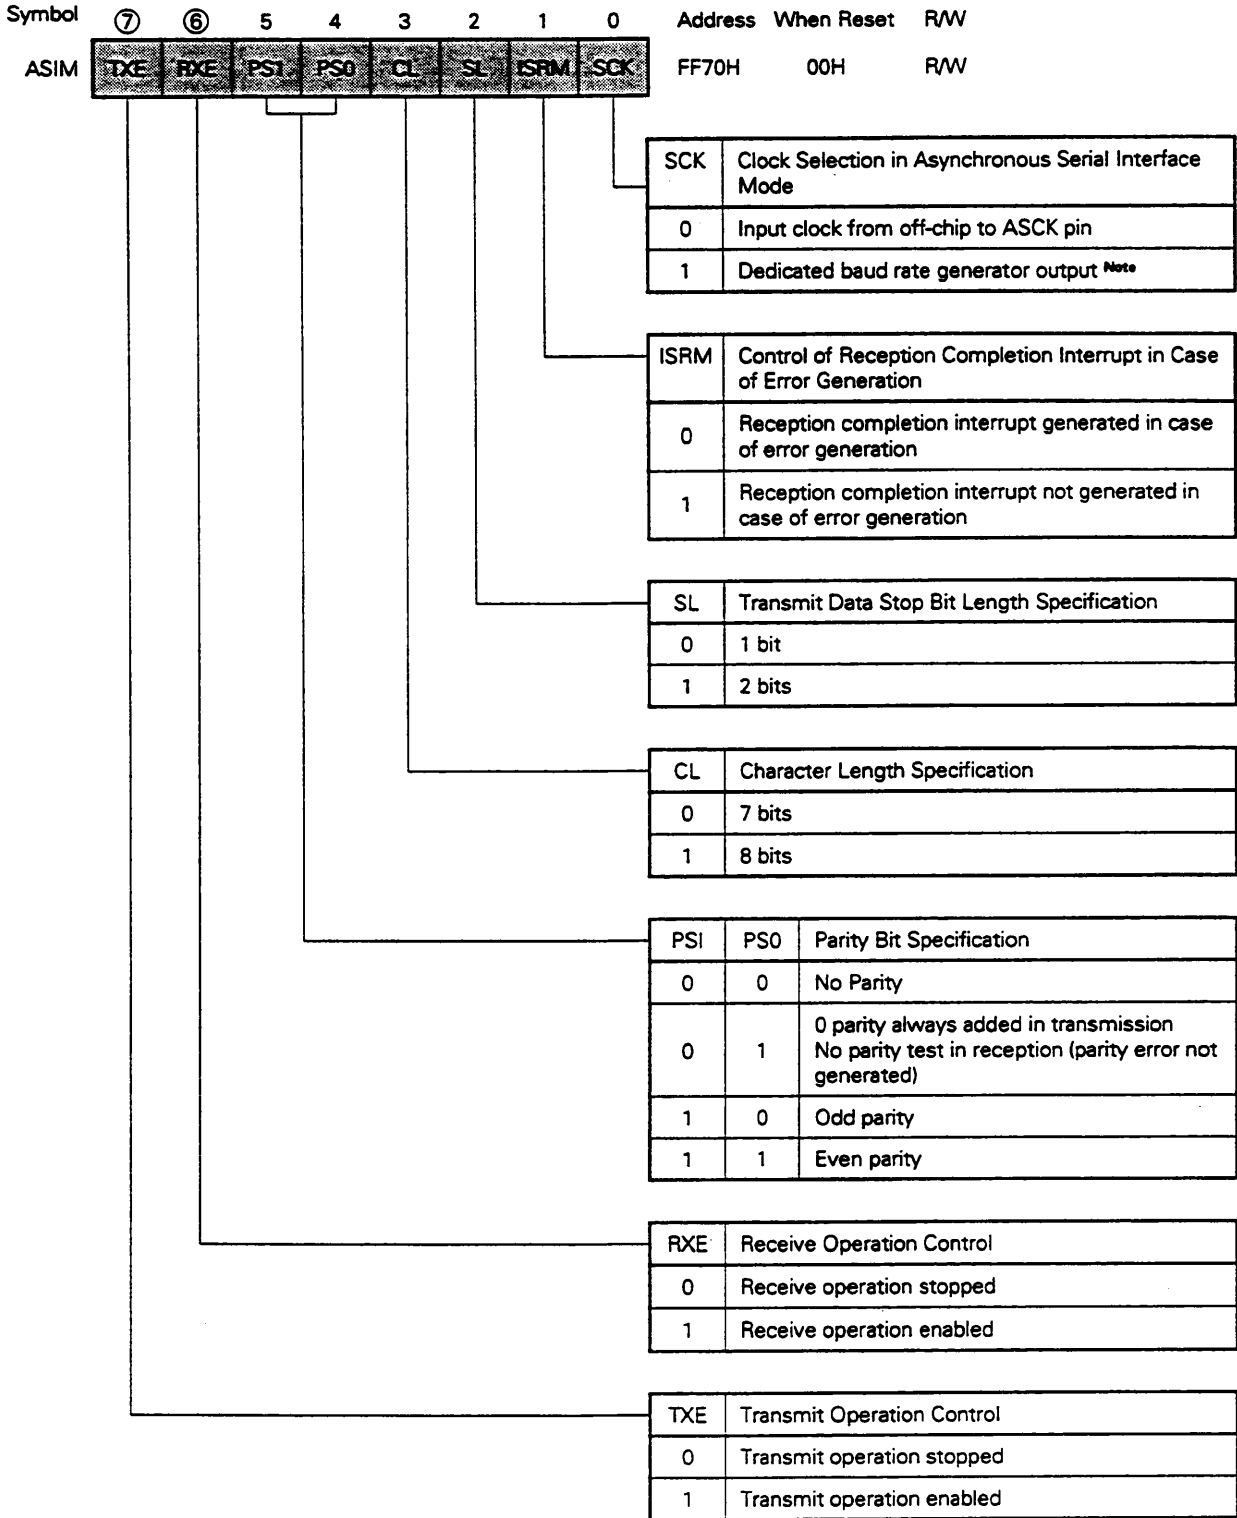 Symbol ⑦ ⑥ 5 4 3 2 1 0 Address When Reset R/W
ASIM TXE RXE PS1 PS0 CL SL ISRM SCK FF70H 00H R/W
SCK Clock Selection in Asynchronous Serial Interface
Mode
0 Input clock from off-chip to ASCK pin
1 Dedicated baud rate generator output Note
ISRM Control of Reception Completion Interrupt in Case
of Error Generation
0 Reception completion interrupt generated in case
of error generation
1 Reception completion interrupt not generated in
case of error generation
SL Transmit Data Stop Bit Length Specification
0 1 bit
1 2 bits
CL Character Length Specification
0 7 bits
1 8 bits
PSI PS0 Parity Bit Specification
0 0 No Parity
0 1 0 parity always added in transmission
No parity test in reception (parity error not
generated)
1 0 Odd parity
1 1 Even parity
RXE Receive Operation Control
0 Receive operation stopped
1 Receive operation enabled
TXE Transmit Operation Control
0 Transmit operation stopped
1 Transmit operation enabled